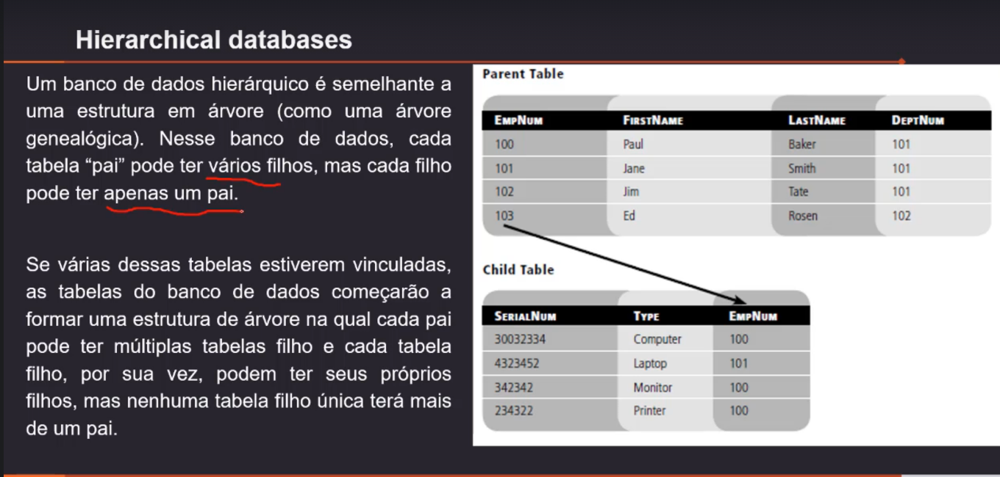 Hierarchical databases
Um banco de dados hierárquico é semelhante a
uma estrutura em árvore (como uma árvore
genealógica). Nesse banco de dados, cada
tabela “pai” pode ter vários filhos, mas cada filho
pode ter apenas um pai.
Se várias dessas tabelas estiverem vinculadas,
as tabelas do banco de dados começarão a
formar uma estrutura de árvore na qual cada pai
pode ter múltiplas tabelas filho e cada tabela
filho, por sua vez, podem ter seus próprios
filhos, mas nenhuma tabela filho única terá mais
de um pai.
Parent Table
EMPNUM FIRSTNAME LASTNAME DEPTNUM
100 Paul Baker 101
101 Jane Smith 101
102 Jim Tate 101
103 Ed Rosen 102
Child Table
SERIALNUM TYPE EMPNUM
30032334 Computer 100
4323452 Laptop 101
342342 Monitor 100
234322 Printer 100